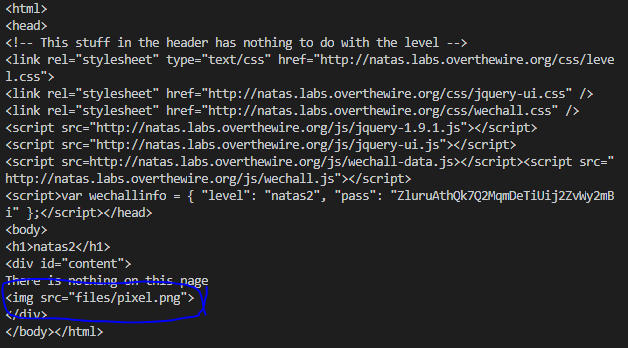 <html>
<head>
<!-- This stuff in the header has nothing to do with the level -->
<link rel="stylesheet" type="text/css" href="http://natas.labs.overthewire.org/css/leve
l.css">
<link rel="stylesheet" href="http://natas.labs.overthewire.org/css/jquery-ui.css" />
<link rel="stylesheet" href="http://natas.labs.overthewire.org/css/wechall.css" />
<script src="http://natas.labs.overthewire.org/js/jquery-1.9.1.js"></script>
<script src="http://natas.labs.overthewire.org/js/jquery-ui.js"></script>
<script src=http://natas.labs.overthewire.org/js/wechall-data.js></script><script src="
http://natas.labs.overthewire.org/js/wechall.js"></script>
<script>var wechallinfo = { "level": "natas2", "pass": "ZluruAthQk7Q2MqmDeTiUij2ZvWy2mB
i" };</script></head>
<body>
<h1>natas2</h1>
<div id="content">
There is nothing on this page
<img src="files/pixel.png">
</div>
</body></html>